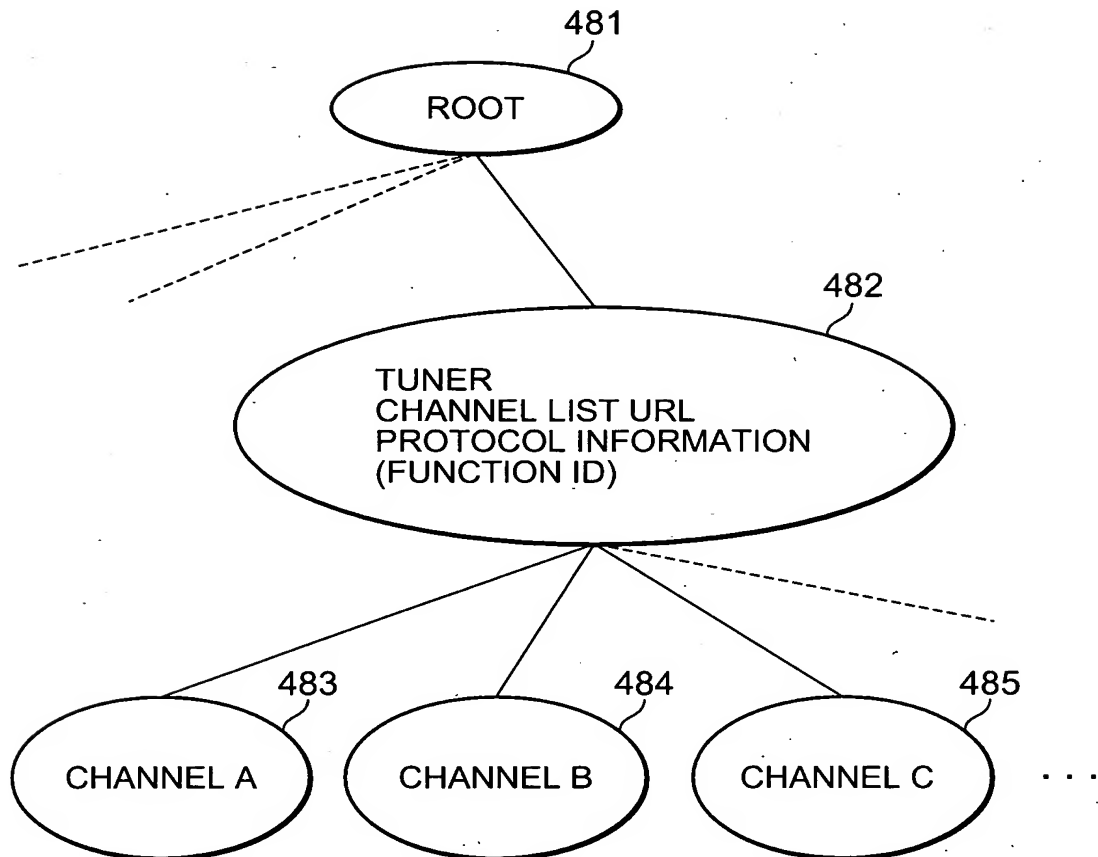 481
ROOT
482
TUNER
CHANNEL LIST URL
PROTOCOL INFORMATION
(FUNCTION ID)
483
484
485
CHANNEL A
CHANNEL B
CHANNEL C
. . .